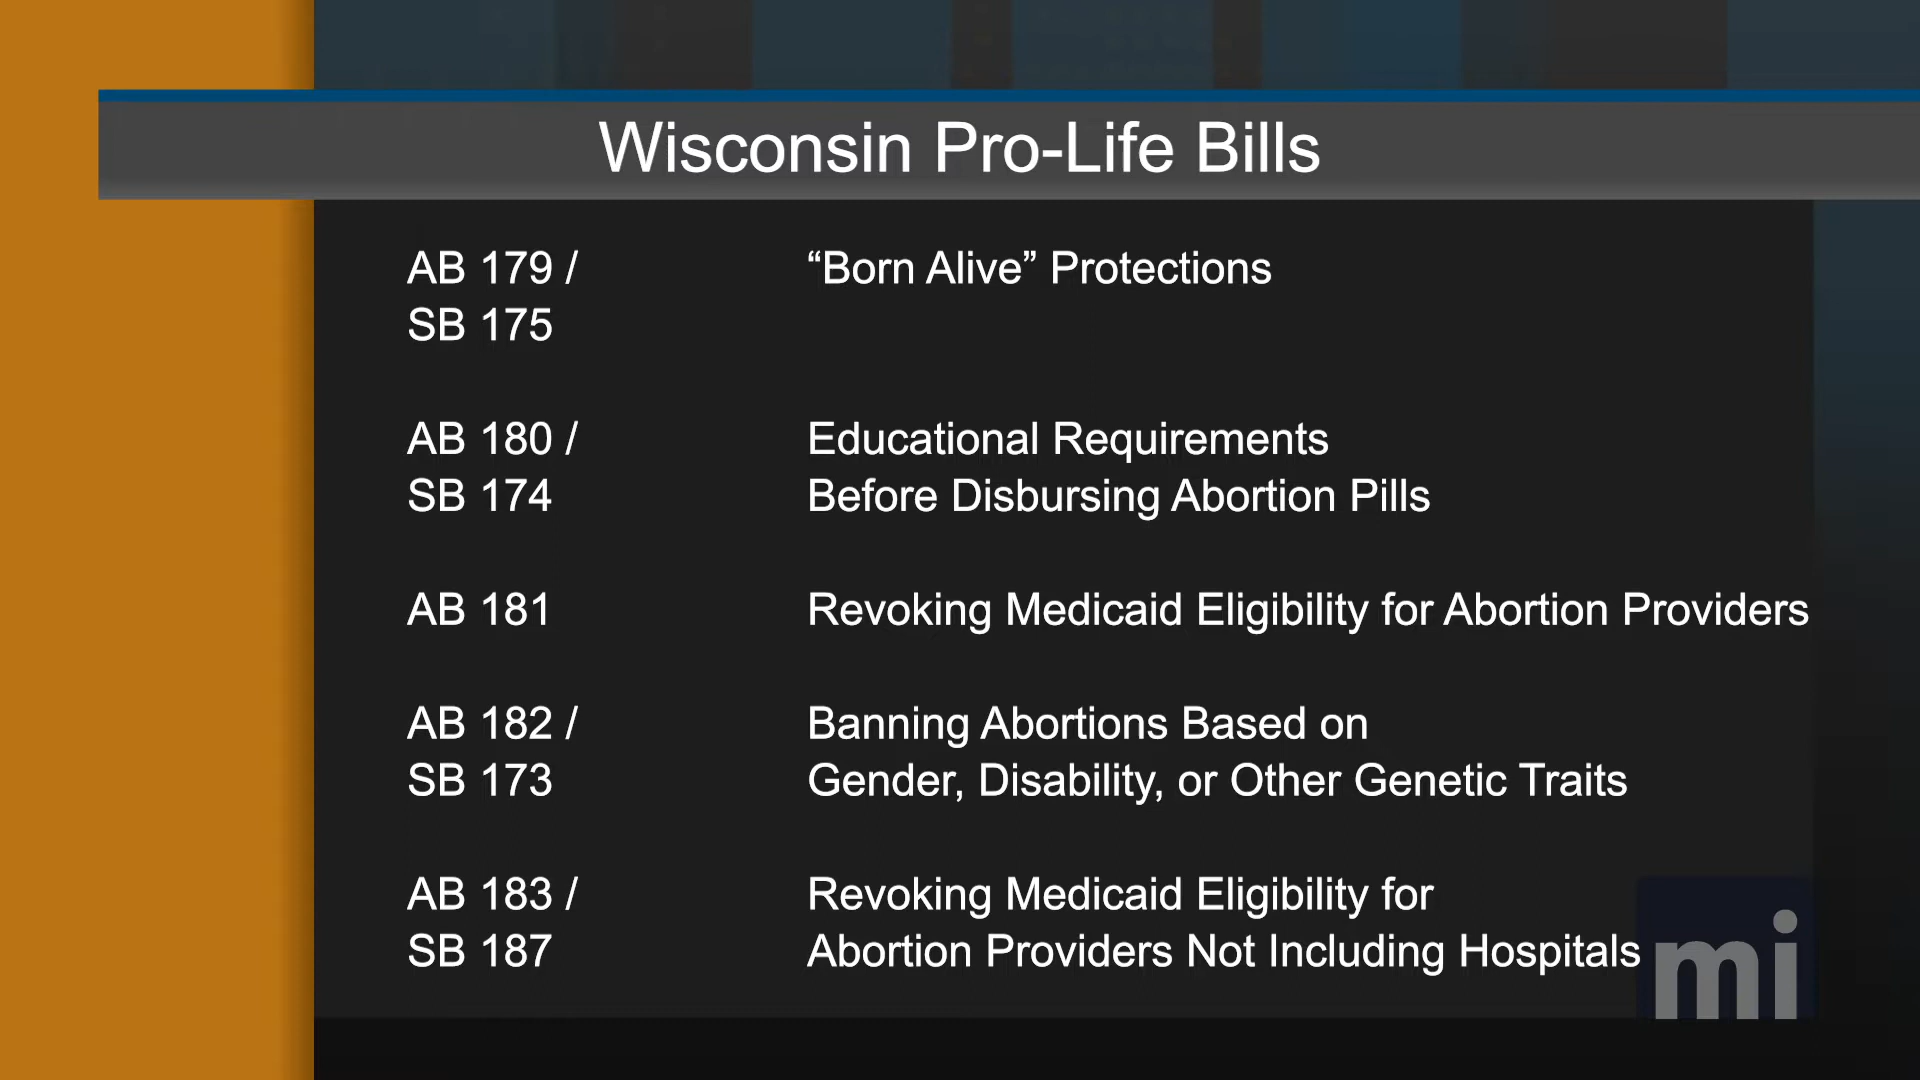 Wisconsin Pro-Life Bills
AB 179 / “Born Alive” Protections
SB 175
AB 180 / Educational Requirements
SB 174 Before Disbursing Abortion Pills
AB 181 Revoking Medicaid Eligibility for Abortion Providers
AB 182 / Banning Abortions Based on
SB 173 Gender, Disability, or Other Genetic Traits
AB 183 / Revoking Medicaid Eligibility for
SB 187 Abortion Providers Not Including Hospitals
mi